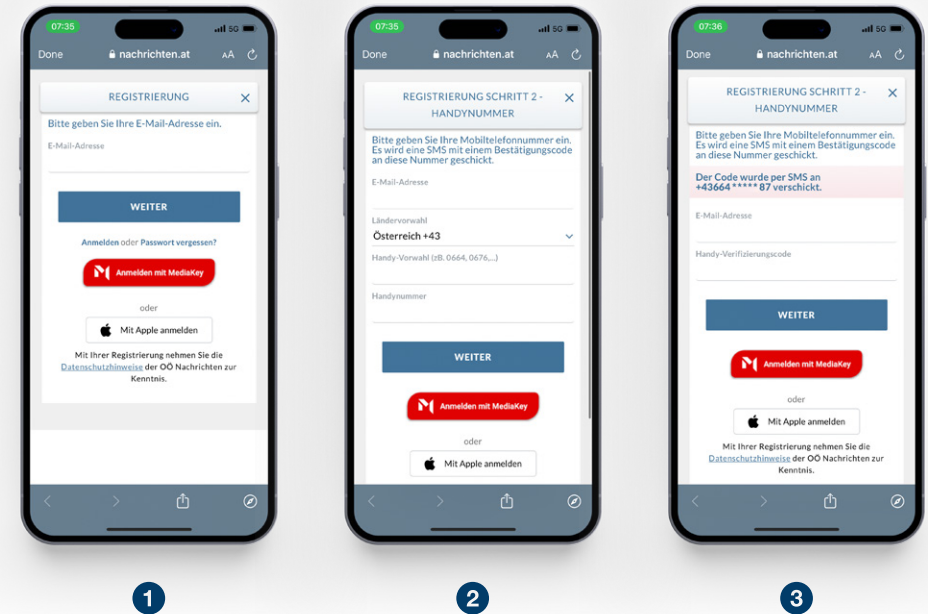 07:35
5G
Done
nachrichten.at
AA
REGISTRIERUNG
Bitte geben Sie Ihre E-Mail-Adresse ein.
E-Mail-Adresse
WEITER
Anmelden oder Passwort vergessen?
Anmelden mit MediaKey
oder
Mit Apple anmelden
Mit Ihrer Registrierung nehmen Sie die
Datenschutzhinweise der OÖ Nachrichten zur
Kenntnis.
1
07:35
5G
Done
nachrichten.at
AA
REGISTRIERUNG SCHRITT 2 -
HANDYNUMMER
Bitte geben Sie Ihre Mobiltelefonnummer ein.
Es wird eine SMS mit einem Bestätigungscode
an diese Nummer geschickt.
E-Mail-Adresse
Ländervorwahl
Österreich +43
Handy-Vorwahl (zB. 0664, 0676,...)
Handynummer
WEITER
Anmelden mit MediaKey
oder
Mit Apple anmelden
2
07:36
5G
Done
nachrichten.at
AA
REGISTRIERUNG SCHRITT 2 -
HANDYNUMMER
Bitte geben Sie Ihre Mobiltelefonnummer ein.
Es wird eine SMS mit einem Bestätigungscode
an diese Nummer geschickt.
Der Code wurde per SMS an
+43664 ***** 87 verschickt.
E-Mail-Adresse
Handy-Verifizierungscode
WEITER
Anmelden mit MediaKey
oder
Mit Apple anmelden
Mit Ihrer Registrierung nehmen Sie die
Datenschutzhinweise der OÖ Nachrichten zur
Kenntnis.
3